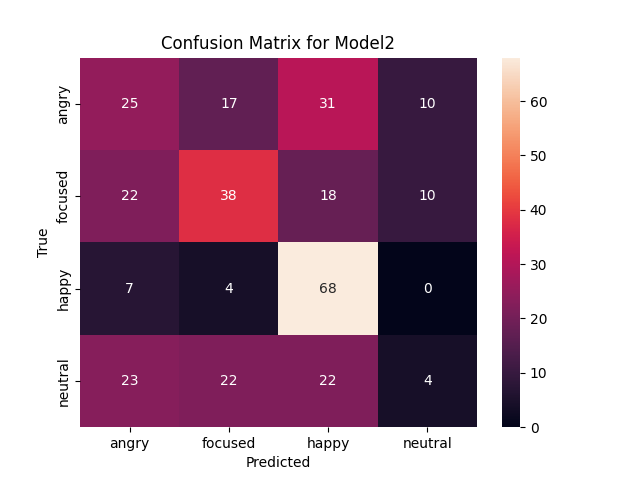 Confusion Matrix for Model2
angry 25 17 31 10
focused 22 38 18 10
happy 7 4 68 0
neutral 23 22 22 4
angry focused happy neutral
Predicted
True
60
50
40
30
20
10
0